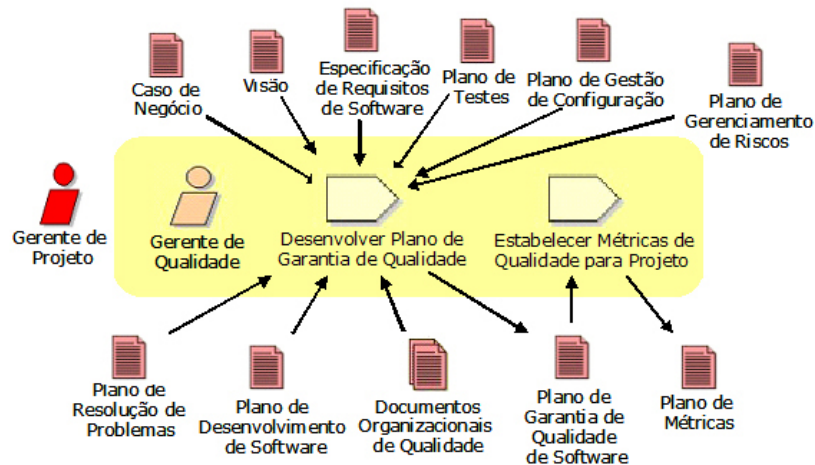 Caso de
Negócio
Visão
Especificação
de Requisitos
de Software
Plano de
Testes
Plano de Gestão
de Configuração
Plano de
Gerenciamento
de Riscos
Gerente de
Projeto
Gerente de
Qualidade
Desenvolver Plano de
Garantia de Qualidade
Estabelecer Métricas de
Qualidade para Projeto
Plano de
Resolução de
Problemas
Plano de
Desenvolvimento
de Software
Documentos
Organizacionais
de Qualidade
Plano de
Garantia de
Qualidade
de Software
Plano de
Métricas